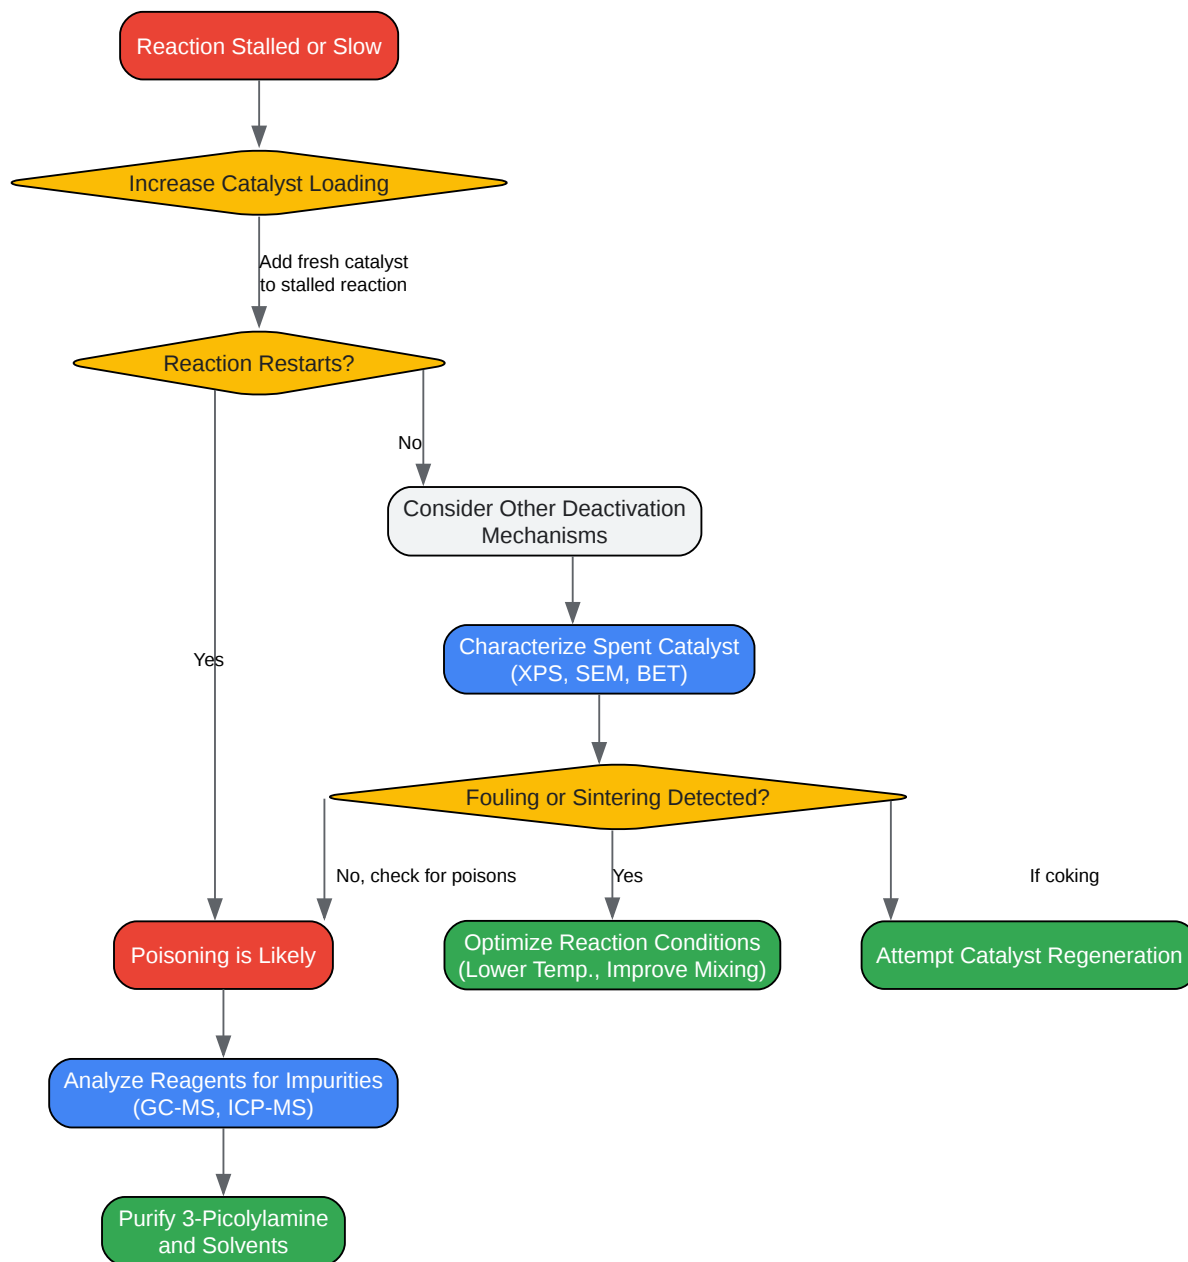 Reaction Stalled or Slow
Increase Catalyst Loading
Add fresh catalyst
to stalled reaction
Reaction Restarts?
No
Consider Other Deactivation
Mechanisms
Yes
Characterize Spent Catalyst
(XPS, SEM, BET)
Fouling or Sintering Detected?
No, check for poisons
Yes
If coking
Poisoning is Likely
Optimize Reaction Conditions
(Lower Temp., Improve Mixing)
Attempt Catalyst Regeneration
Analyze Reagents for Impurities
(GC-MS, ICP-MS)
Purify 3-Picolylamine
and Solvents